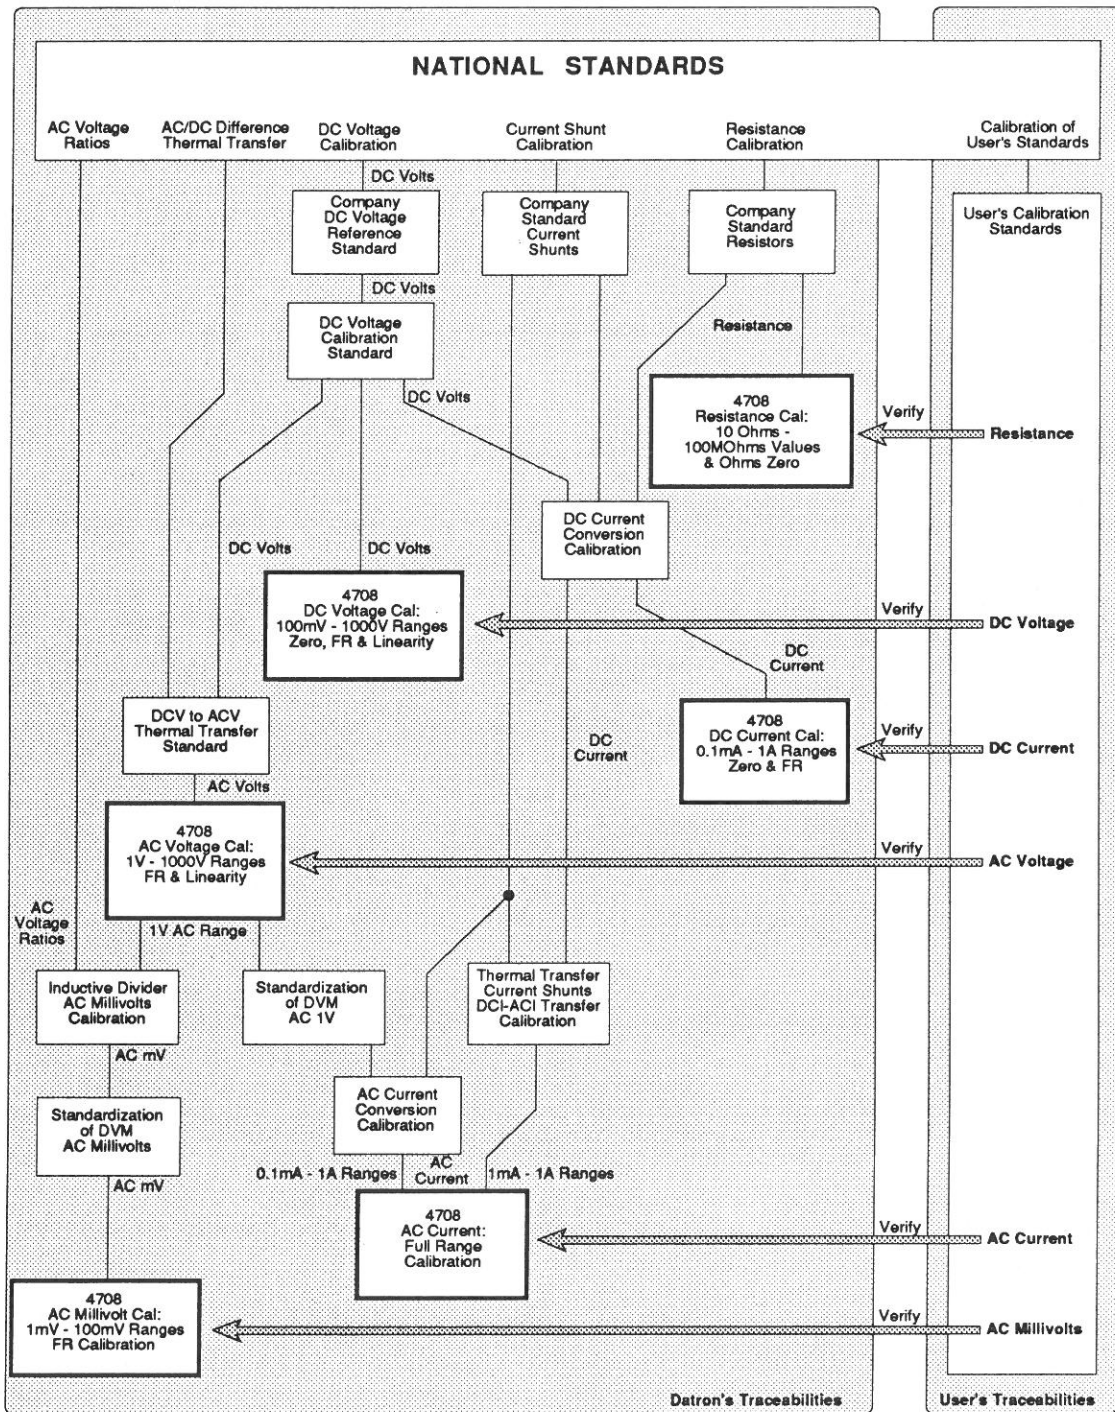 NATIONAL STANDARDS
AC Voltage
Ratios
AC/DC Difference
Thermal Transfer
DC Voltage
Calibration
Current Shunt
Calibration
Resistance
Calibration
Calibration of
User's Standards
DC Volts
Company
DC Voltage
Reference
Standard
Company
Standard
Current
Shunts
Company
Standard
Resistors
User's Calibration
Standards
DC Volts
DC Voltage
Calibration
Standard
Resistance
DC Volts
4708
Resistance Cal:
10 Ohms -
100MOhms Values
& Ohms Zero
Verify
Resistance
DC Current
Conversion
Calibration
DC Volts
DC Volts
4708
DC Voltage Cal:
100mV - 1000V Ranges
Zero, FR & Linearity
Verify
DC Voltage
DC
Current
DCV to ACV
Thermal Transfer
Standard
DC
Current
4708
DC Current Cal:
0.1mA - 1A Ranges
Zero & FR
Verify
DC Current
AC Volts
4708
AC Voltage Cal:
1V - 1000V Ranges
FR & Linearity
Verify
AC Voltage
AC
Voltage
Ratios
1V AC Range
Inductive Divider
AC Millivolts
Calibration
Standardization
of DVM
AC 1V
Thermal Transfer
Current Shunts
DCI-ACI Transfer
Calibration
AC mV
AC Current
Conversion
Calibration
Standardization
of DVM
AC Millivolts
0.1mA - 1A Ranges
AC
Current
1mA - 1A Ranges
AC mV
4708
AC Current:
Full Range
Calibration
Verify
AC Current
4708
AC Millivolt Cal:
1mV - 100mV Ranges
FR Calibration
Verify
AC Millivolts
Datron's Traceabilities
User's Traceabilities